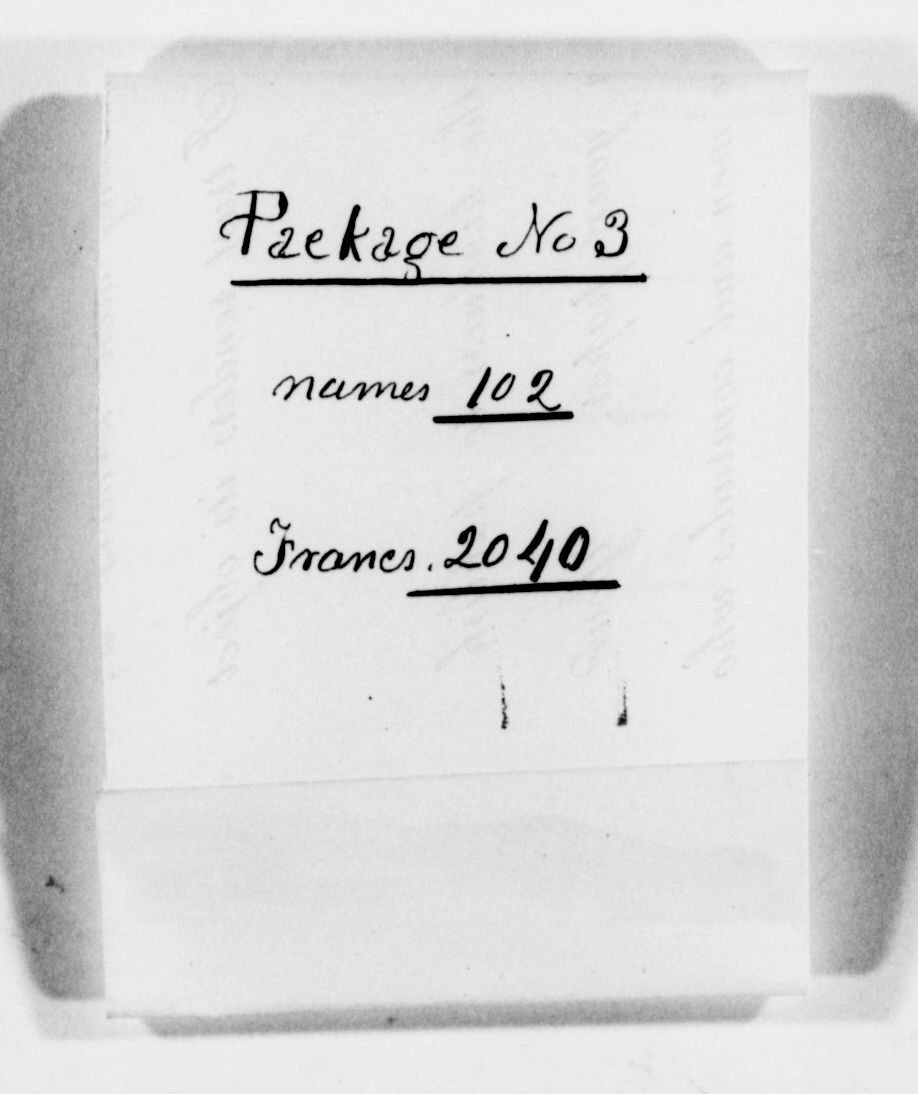 Package No 3
names 102
Francs. 2040